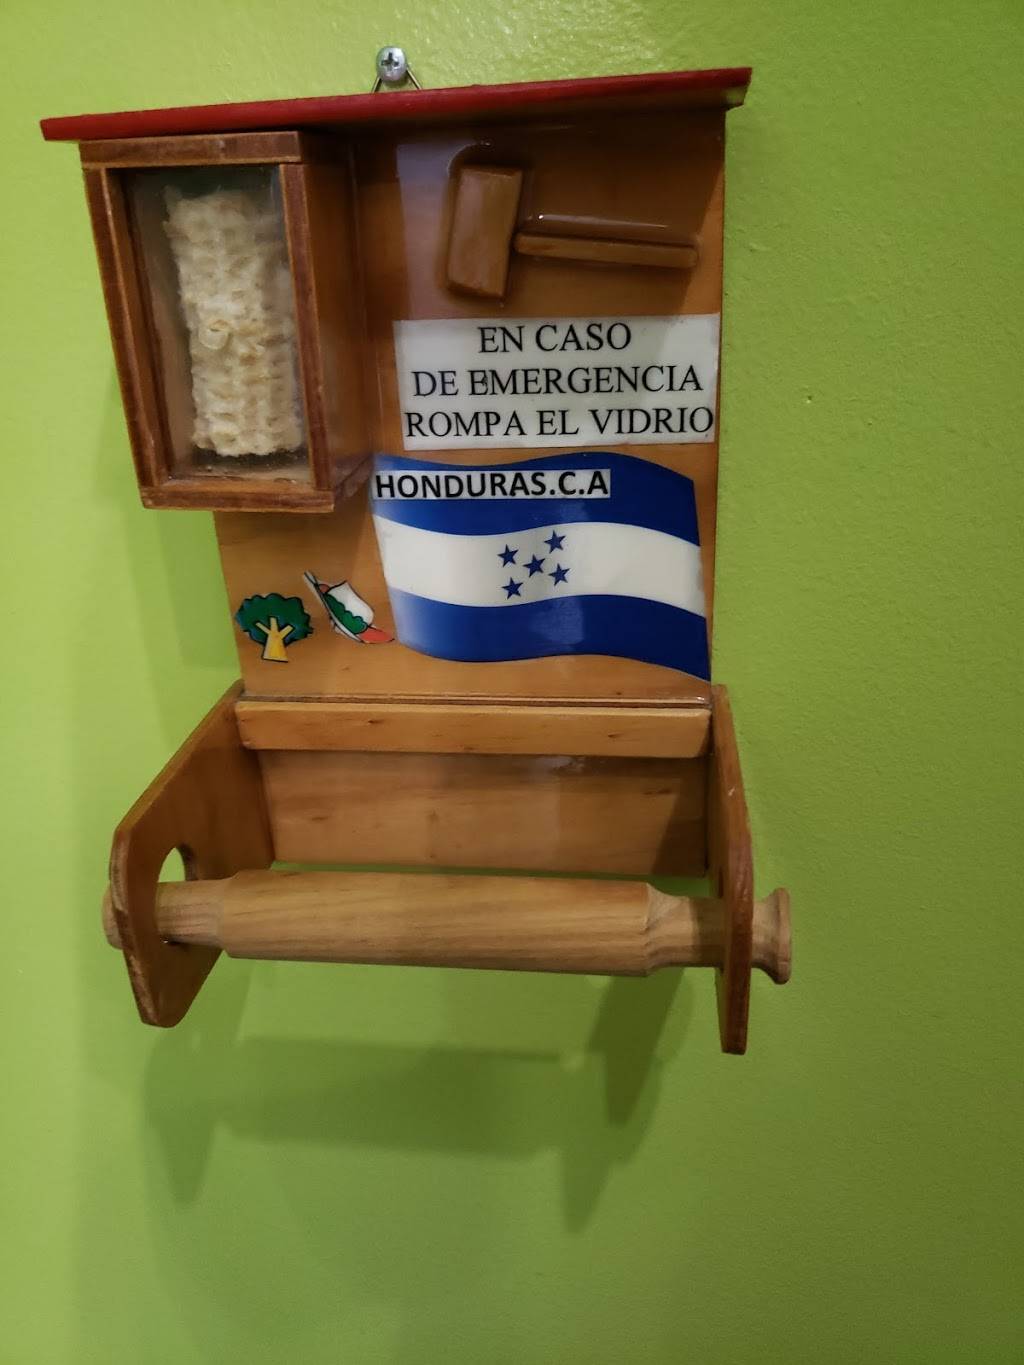 EN CASO
DE EMERGENCIA
ROMPA EL VIDRIO
HONDURAS.C.A